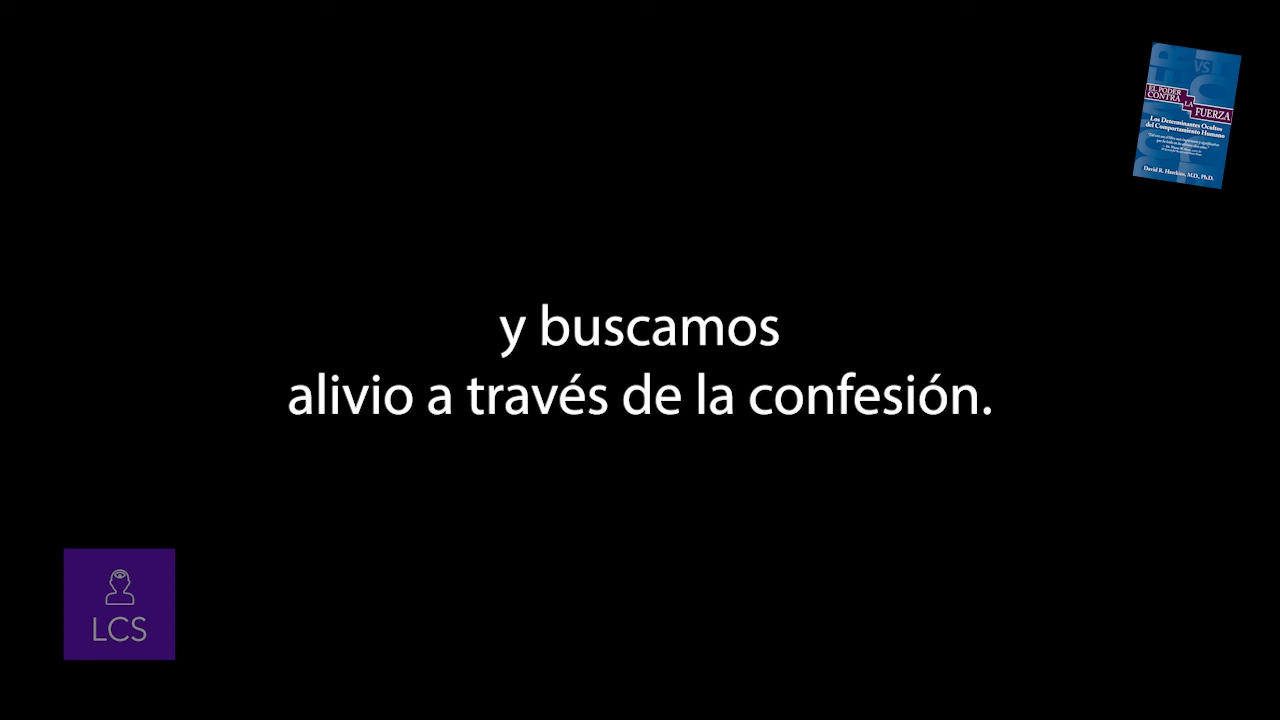 VS
EL PODER
CONTRA
LA
FUERZA
Los Determinantes Ocultos
del Comportamiento Humano
David R. Hawkins, M.D., Ph.D.
y buscamos
alivio a través de la confesión.
LCS